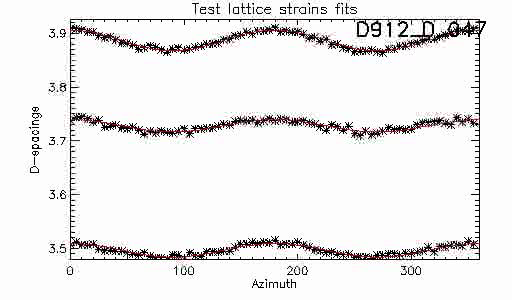 Test lattice strains fits
D912_D_047
3.9
3.8
3.7
3.6
3.5
D-spacings
0 100 200 300
Azimuth